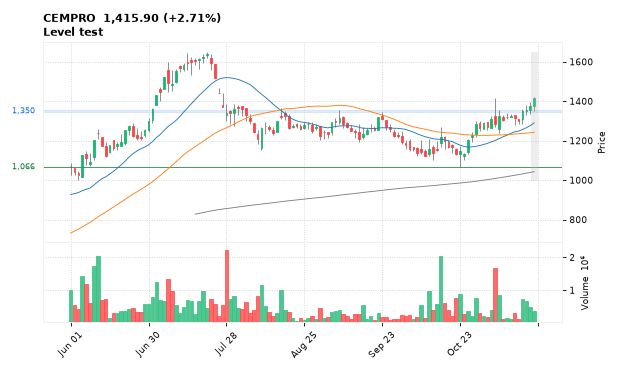 CEMPRO 1,415.90 (+2.71%)
Level test
1600
1400
1,350
1200
Price
1,066
1000
800
2
1
Volume 10⁶
Jun 01
Jun 30
Jul 28
Aug 25
Sep 23
Oct 23